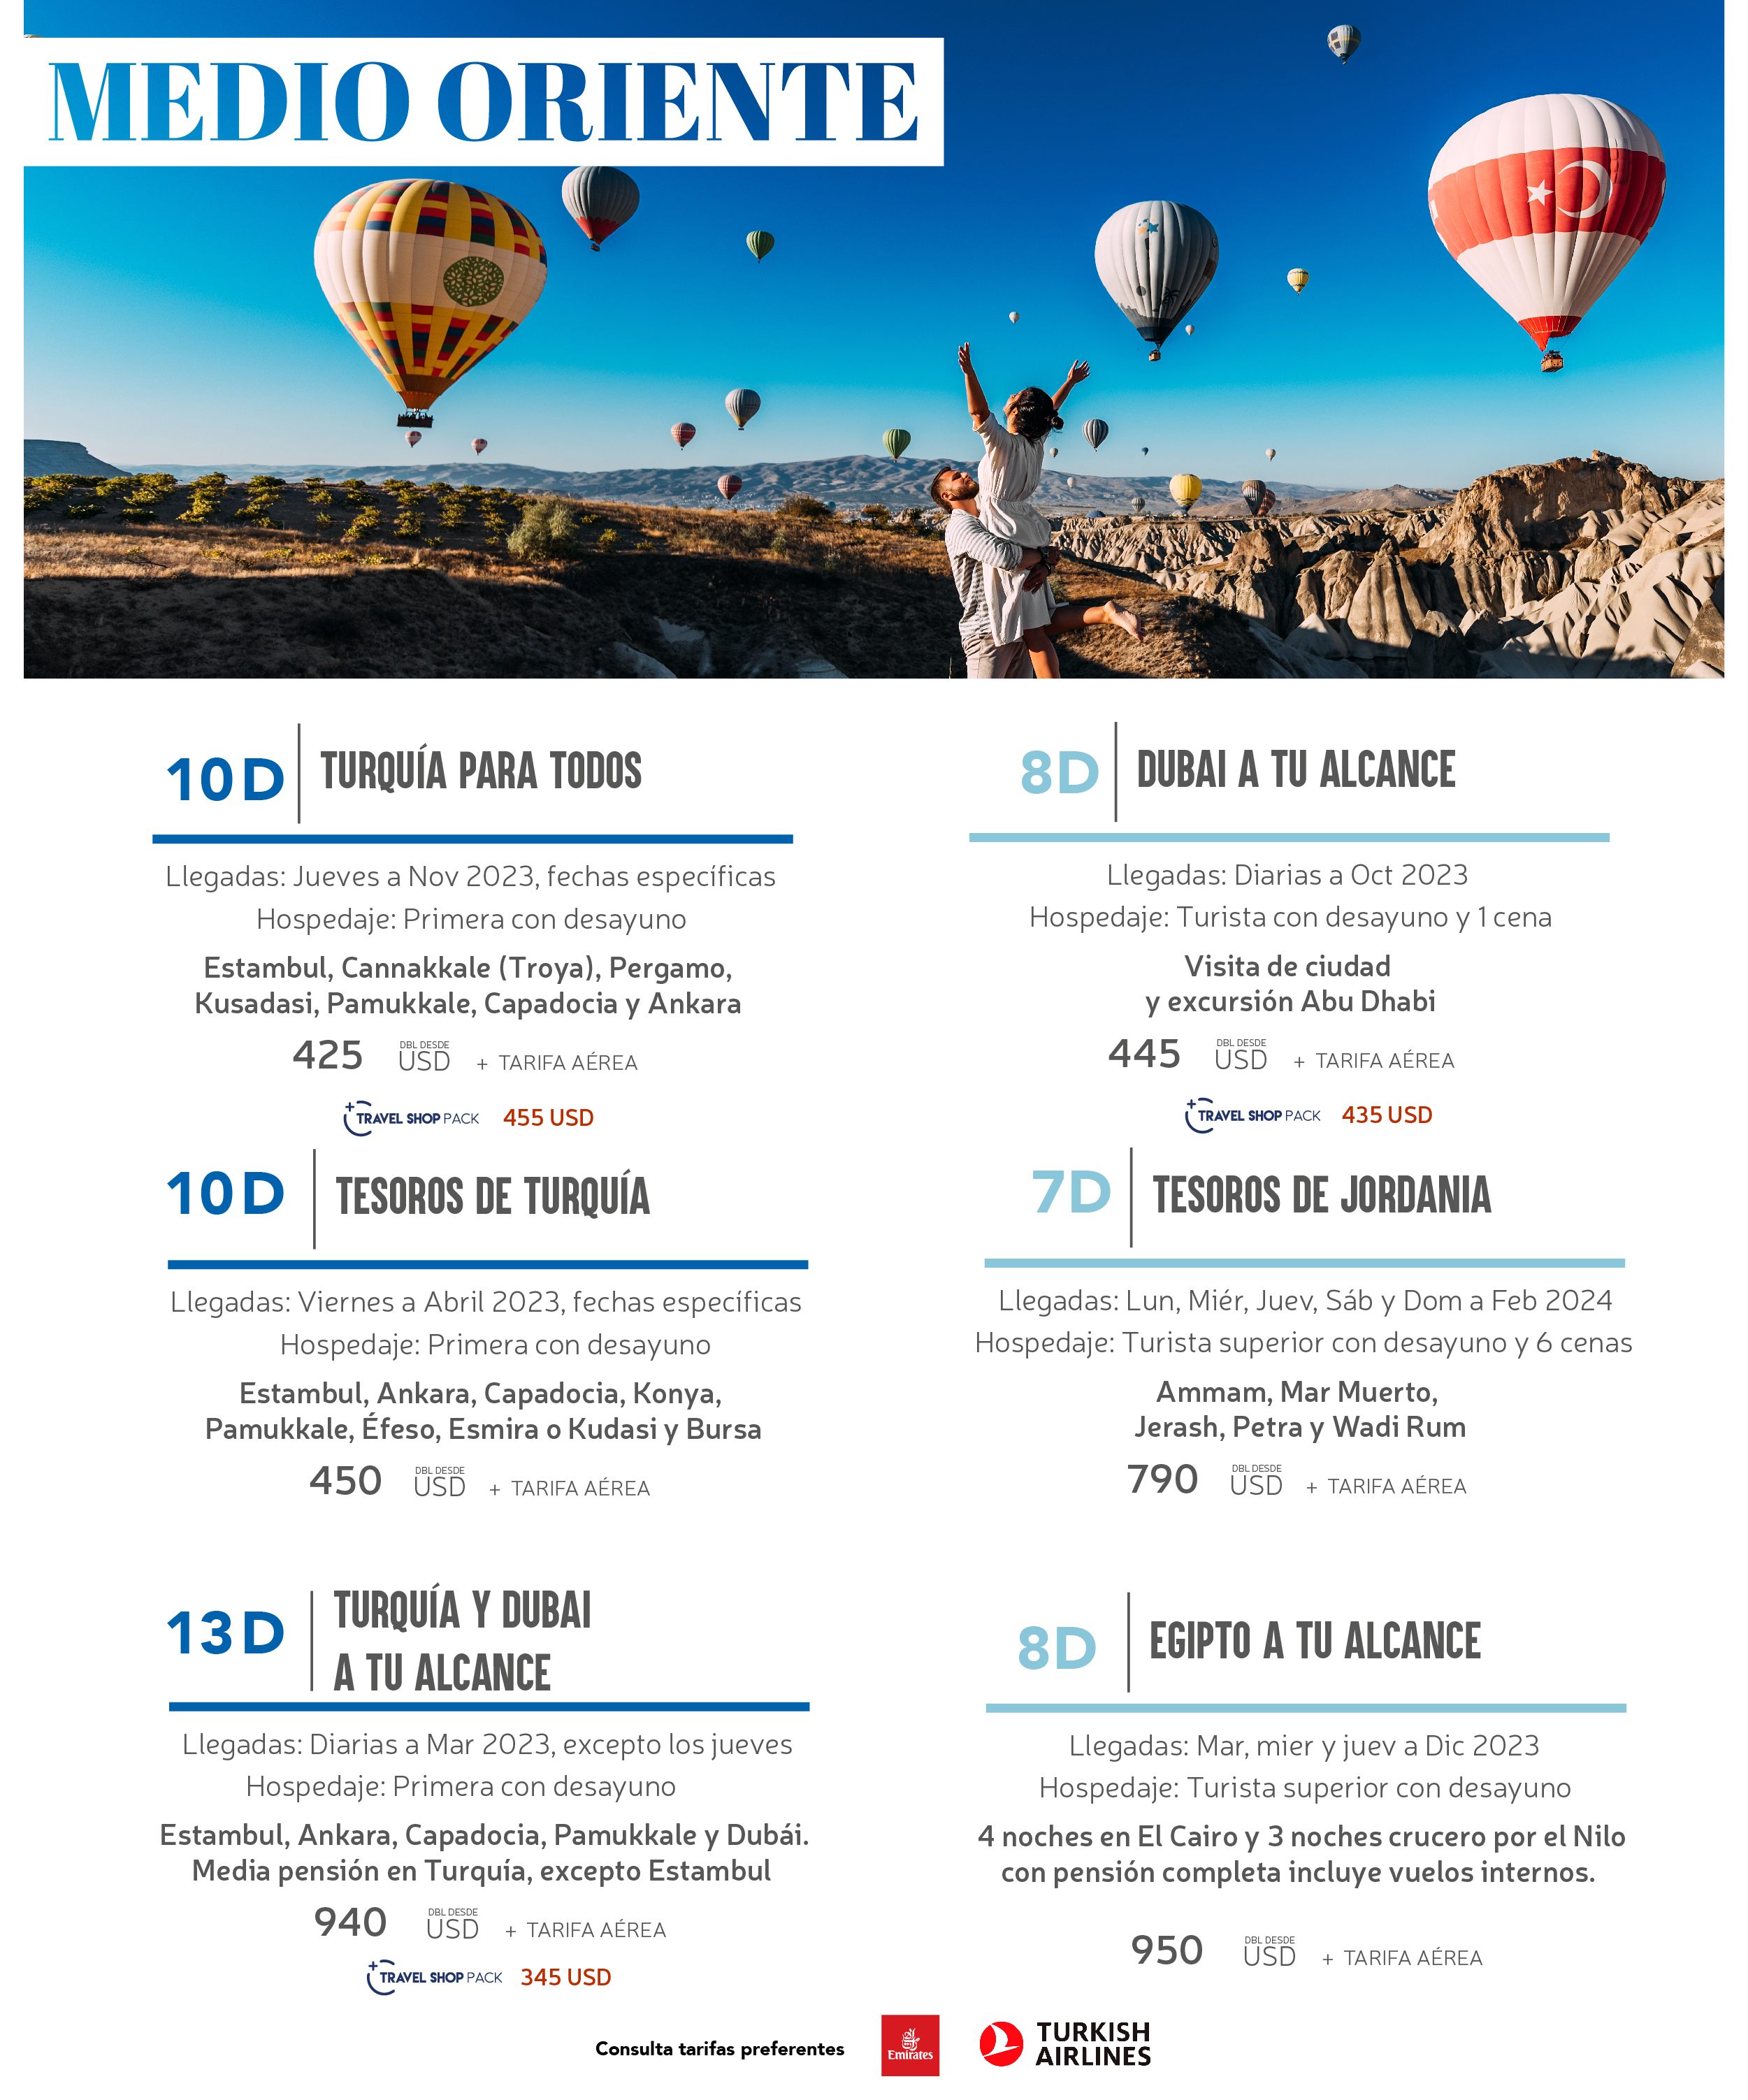 MEDIO ORIENTE
10 D
TURQUÍA PARA TODOS
Llegadas: Jueves a Nov 2023, fechas específicas
Hospedaje: Primera con desayuno
Estambul, Cannakkale (Troya), Pergamo,
Kusadasi, Pamukkale, Capadocia y Ankara
425 DBL DESDE USD + TARIFA AÉREA
+ TRAVEL SHOP PACK 455 USD
8D
DUBAI A TU ALCANCE
Llegadas: Diarias a Oct 2023
Hospedaje: Turista con desayuno y 1 cena
Visita de ciudad
y excursión Abu Dhabi
445 DBL DESDE USD + TARIFA AÉREA
+ TRAVEL SHOP PACK 435 USD
10 D
TESOROS DE TURQUÍA
Llegadas: Viernes a Abril 2023, fechas específicas
Hospedaje: Primera con desayuno
Estambul, Ankara, Capadocia, Konya,
Pamukkale, Éfeso, Esmira o Kudasi y Bursa
450 DBL DESDE USD + TARIFA AÉREA
7D
TESOROS DE JORDANIA
Llegadas: Lun, Miér, Juev, Sáb y Dom a Feb 2024
Hospedaje: Turista superior con desayuno y 6 cenas
Ammam, Mar Muerto,
Jerash, Petra y Wadi Rum
790 DBL DESDE USD + TARIFA AÉREA
13 D
TURQUÍA Y DUBAI
A TU ALCANCE
Llegadas: Diarias a Mar 2023, excepto los jueves
Hospedaje: Primera con desayuno
Estambul, Ankara, Capadocia, Pamukkale y Dubái.
Media pensión en Turquía, excepto Estambul
940 DBL DESDE USD + TARIFA AÉREA
+ TRAVEL SHOP PACK 345 USD
8D
EGIPTO A TU ALCANCE
Llegadas: Mar, mier y juev a Dic 2023
Hospedaje: Turista superior con desayuno
4 noches en El Cairo y 3 noches crucero por el Nilo
con pensión completa incluye vuelos internos.
950 DBL DESDE USD + TARIFA AÉREA
Consulta tarifas preferentes
Emirates
TURKISH
AIRLINES